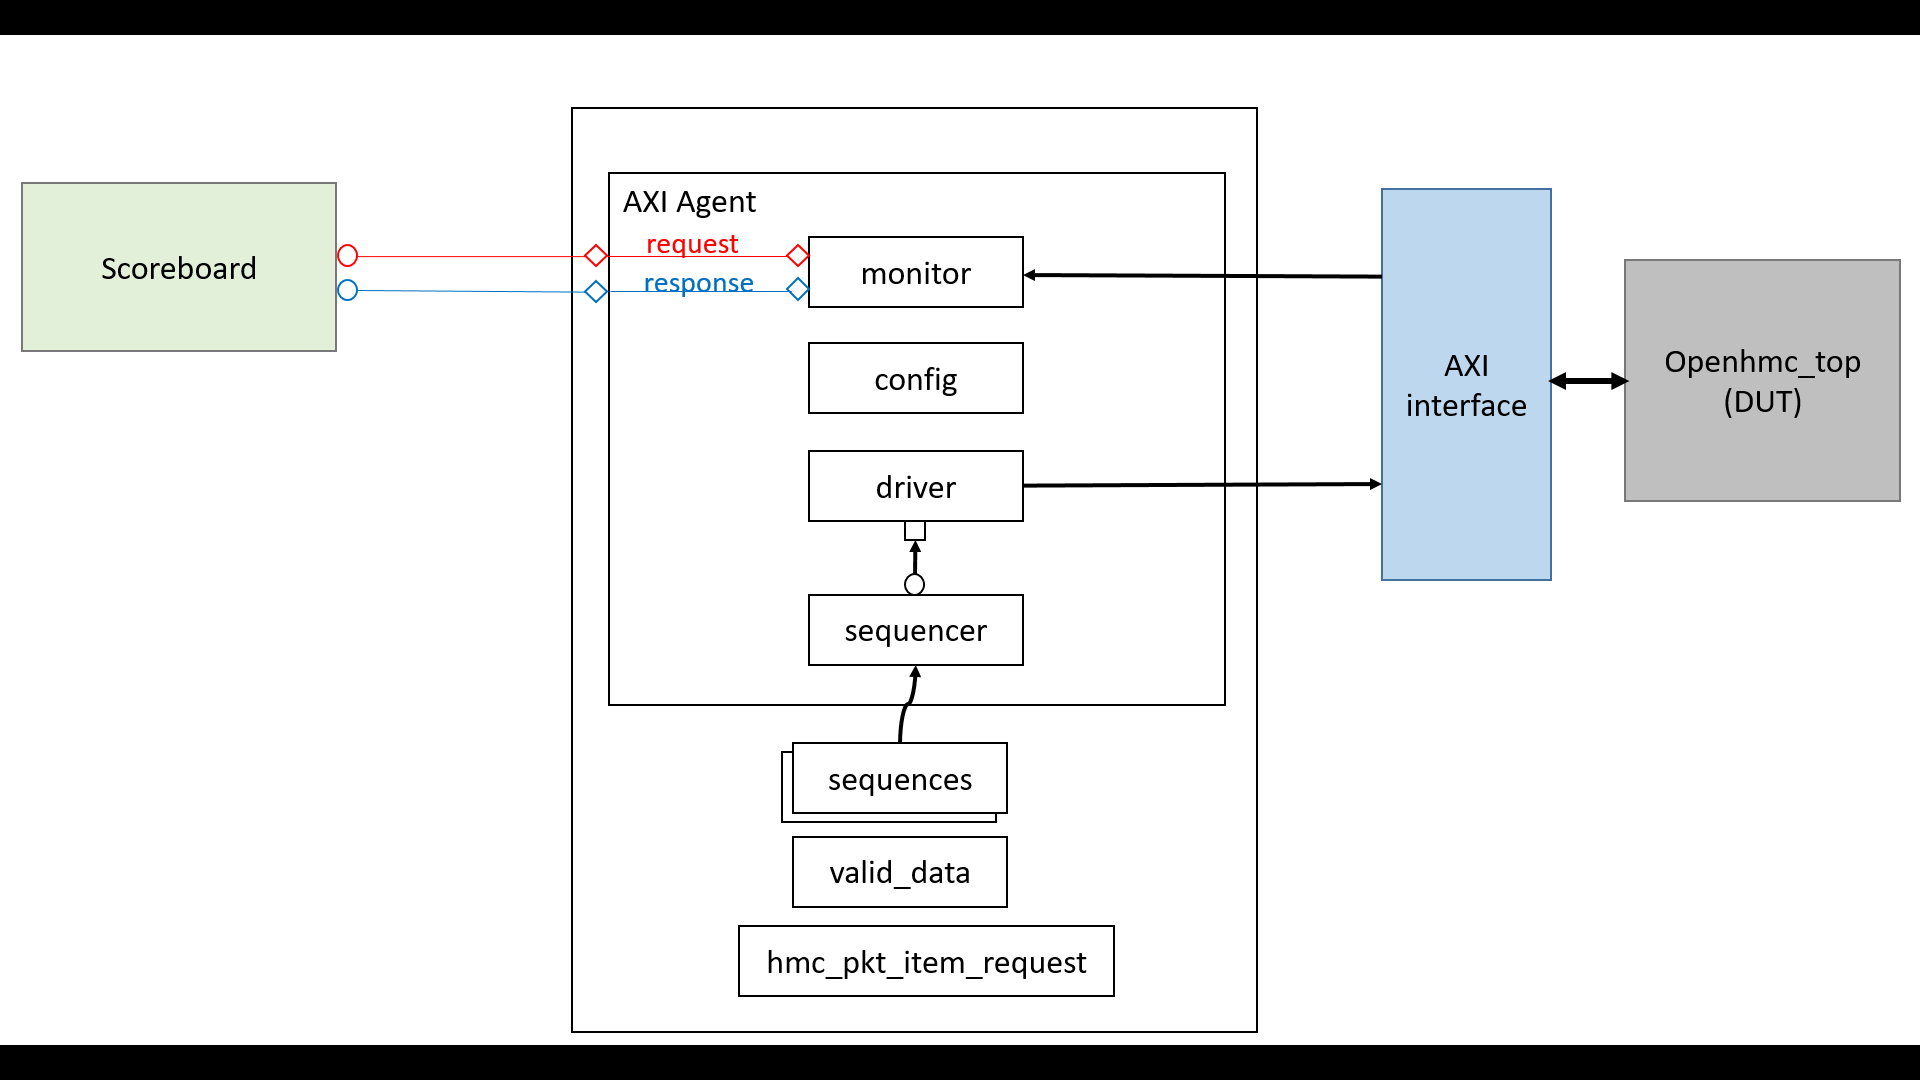 AXI Agent
request
response
Scoreboard
monitor
config
driver
sequencer
sequences
valid_data
hmc_pkt_item_request
AXI
interface
Openhmc_top
(DUT)